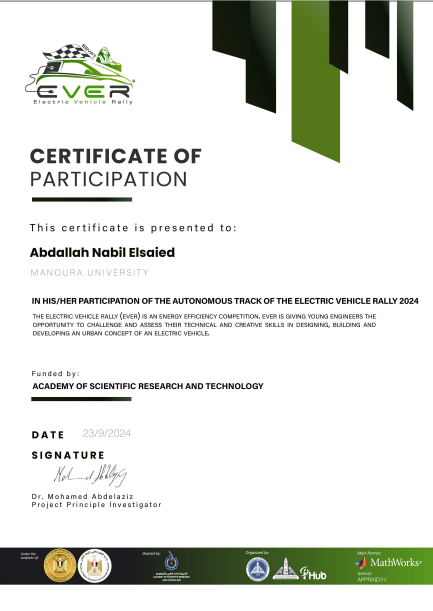 EVER
Electric Vehicle Rally
CERTIFICATE OF
PARTICIPATION
This certificate is presented to:
Abdallah Nabil Elsaied
MANOURA UNIVERSITY
IN HIS/HER PARTICIPATION OF THE AUTONOMOUS TRACK OF THE ELECTRIC VEHICLE RALLY 2024
THE ELECTRIC VEHICLE RALLY (EVER) IS AN ENERGY EFFICIENCY COMPETITION. EVER IS GIVING YOUNG ENGINEERS THE
OPPORTUNITY TO CHALLENGE AND ASSESS THEIR TECHNICAL AND CREATIVE SKILLS IN DESIGNING, BUILDING AND
DEVELOPING AN URBAN CONCEPT OF AN ELECTRIC VEHICLE.
Funded by:
ACADEMY OF SCIENTIFIC RESEARCH AND TECHNOLOGY
DATE 23/9/2024
SIGNATURE
Dr. Mohamed Abdelaziz
Project Principle Investigator
Under the
auspices of:
Owned by:
Organized by:
iHub
Main Partner:
MathWorks
Sponsor: